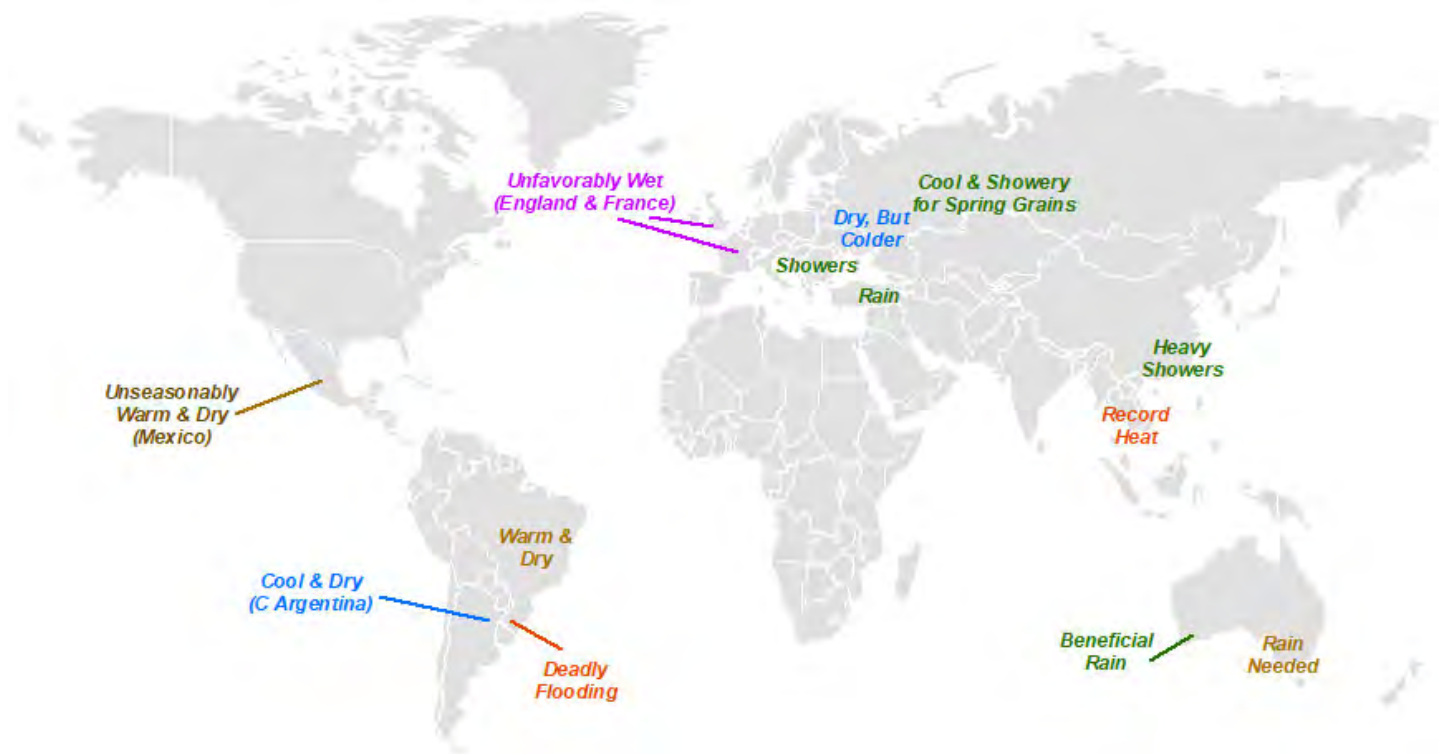 Unfavorably Wet
(England & France)
Cool & Showery
for Spring Grains
Dry, But
Colder
Showers
Rain
Heavy
Showers
Unseasonably
Warm & Dry
(Mexico)
Record
Heat
Warm &
Dry
Cool & Dry
(C Argentina)
Deadly
Flooding
Beneficial
Rain
Rain
Needed